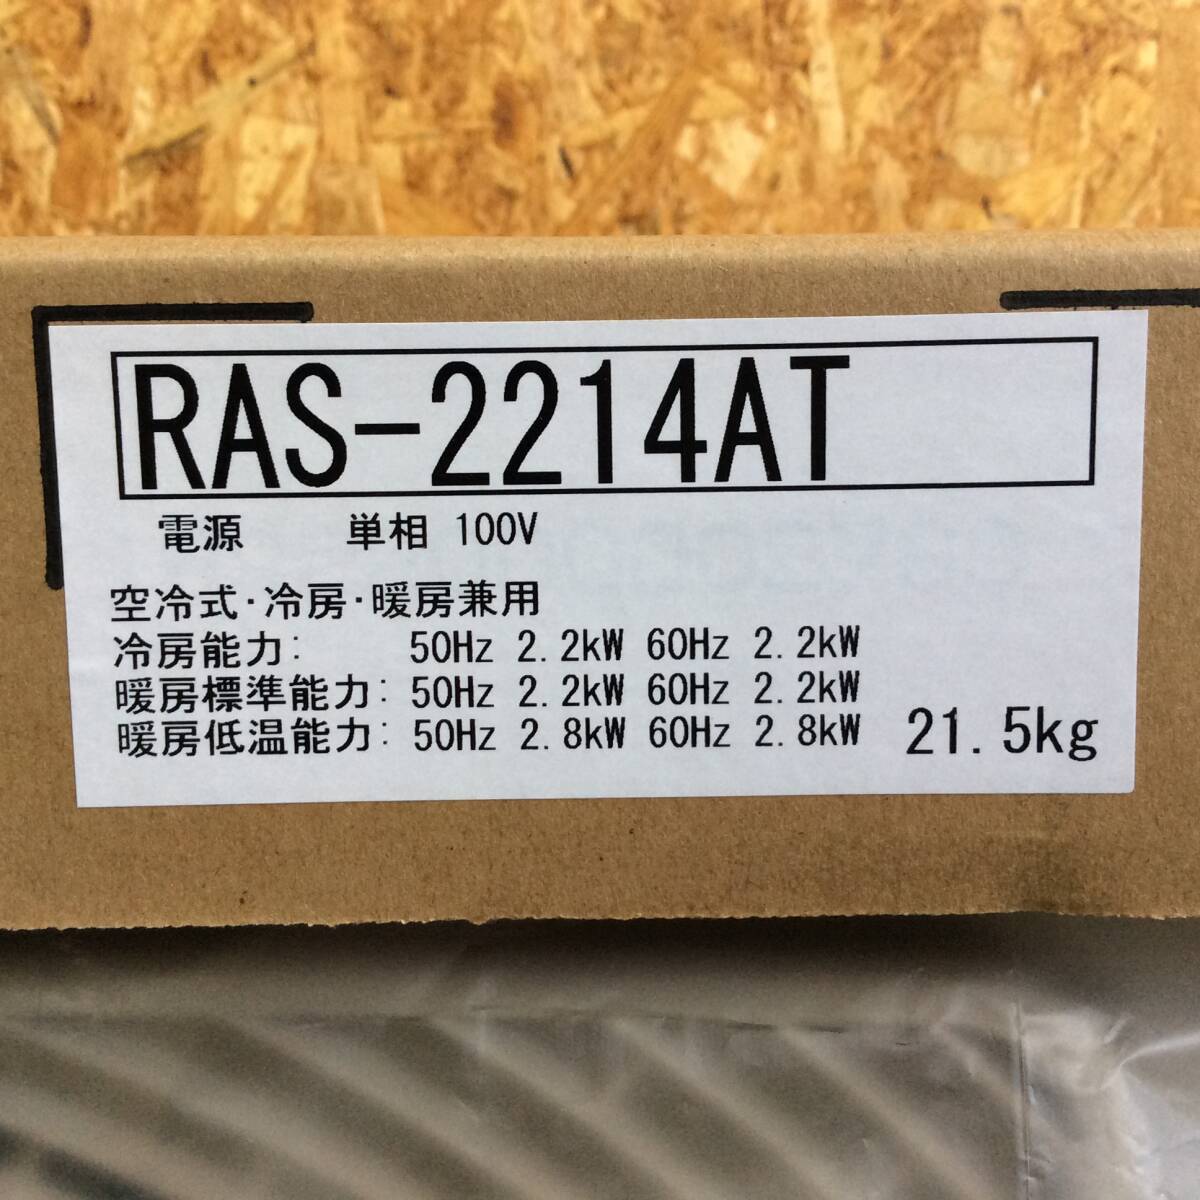 RAS-2214AT
電源 単相 100V
空冷式・冷房・暖房兼用
冷房能力: 50Hz 2.2kW 60Hz 2.2kW
暖房標準能力: 50Hz 2.2kW 60Hz 2.2kW
暖房低温能力: 50Hz 2.8kW 60Hz 2.8kW 21.5kg